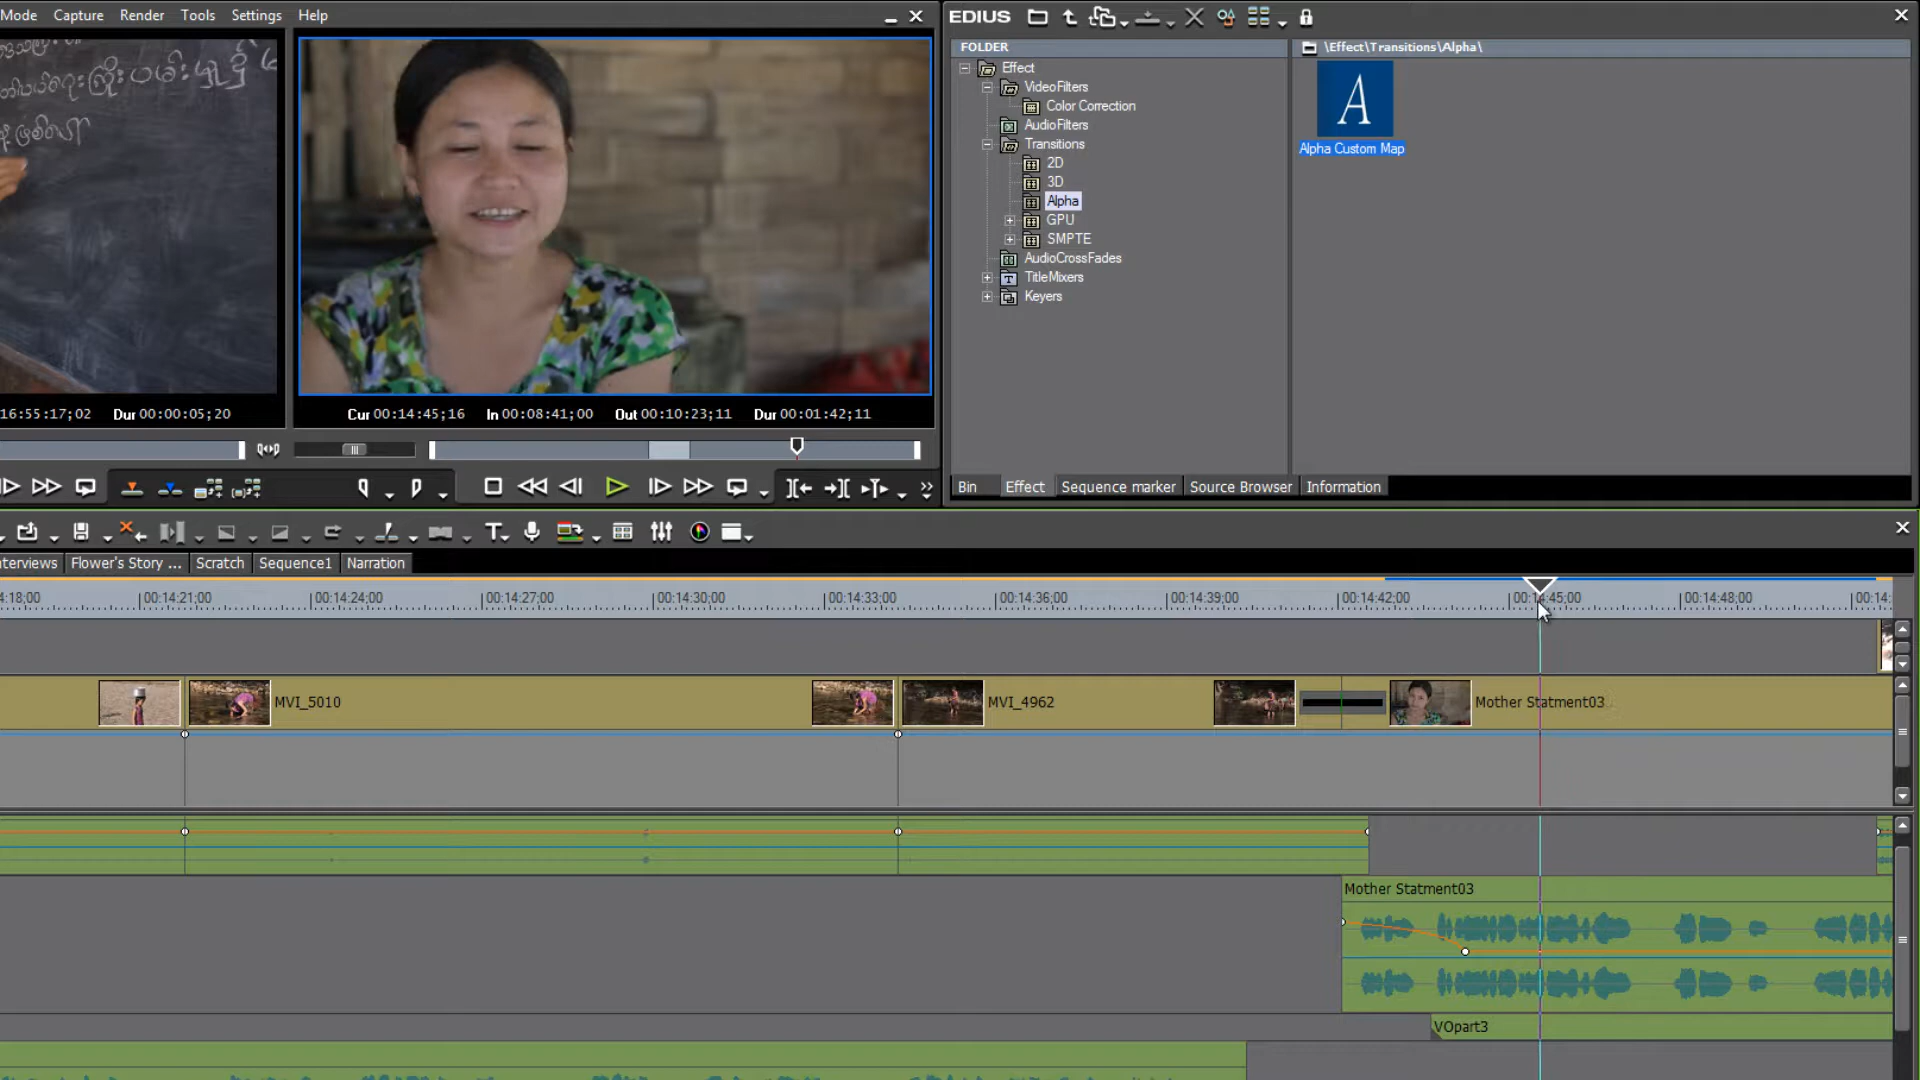 Mode Capture Render Tools Settings Help
EDIUS
FOLDER
\Effect\Transitions\Alpha\
Effect
VideoFilters
Color Correction
AudioFilters
Transitions
2D
3D
Alpha
GPU
SMPTE
AudioCrossFades
TitleMixers
Keyers
A
Alpha Custom Map
16:55:17;02 Dur 00:00:05;20
Cur 00:14:45;16 In 00:08:41;00 Out 00:10:23;11 Dur 00:01:42;11
Bin Effect Sequence marker Source Browser Information
nterviews Flower's Story ... Scratch Sequence1 Narration
4:18;00 00:14:21;00 00:14:24;00 00:14:27;00 00:14:30;00 00:14:33;00 00:14:36;00 00:14:39;00 00:14:42;00 00:14:45;00 00:14:48;00 00:14:
MVI_5010 MVI_4962 Mother Statment03
Mother Statment03
VOpart3